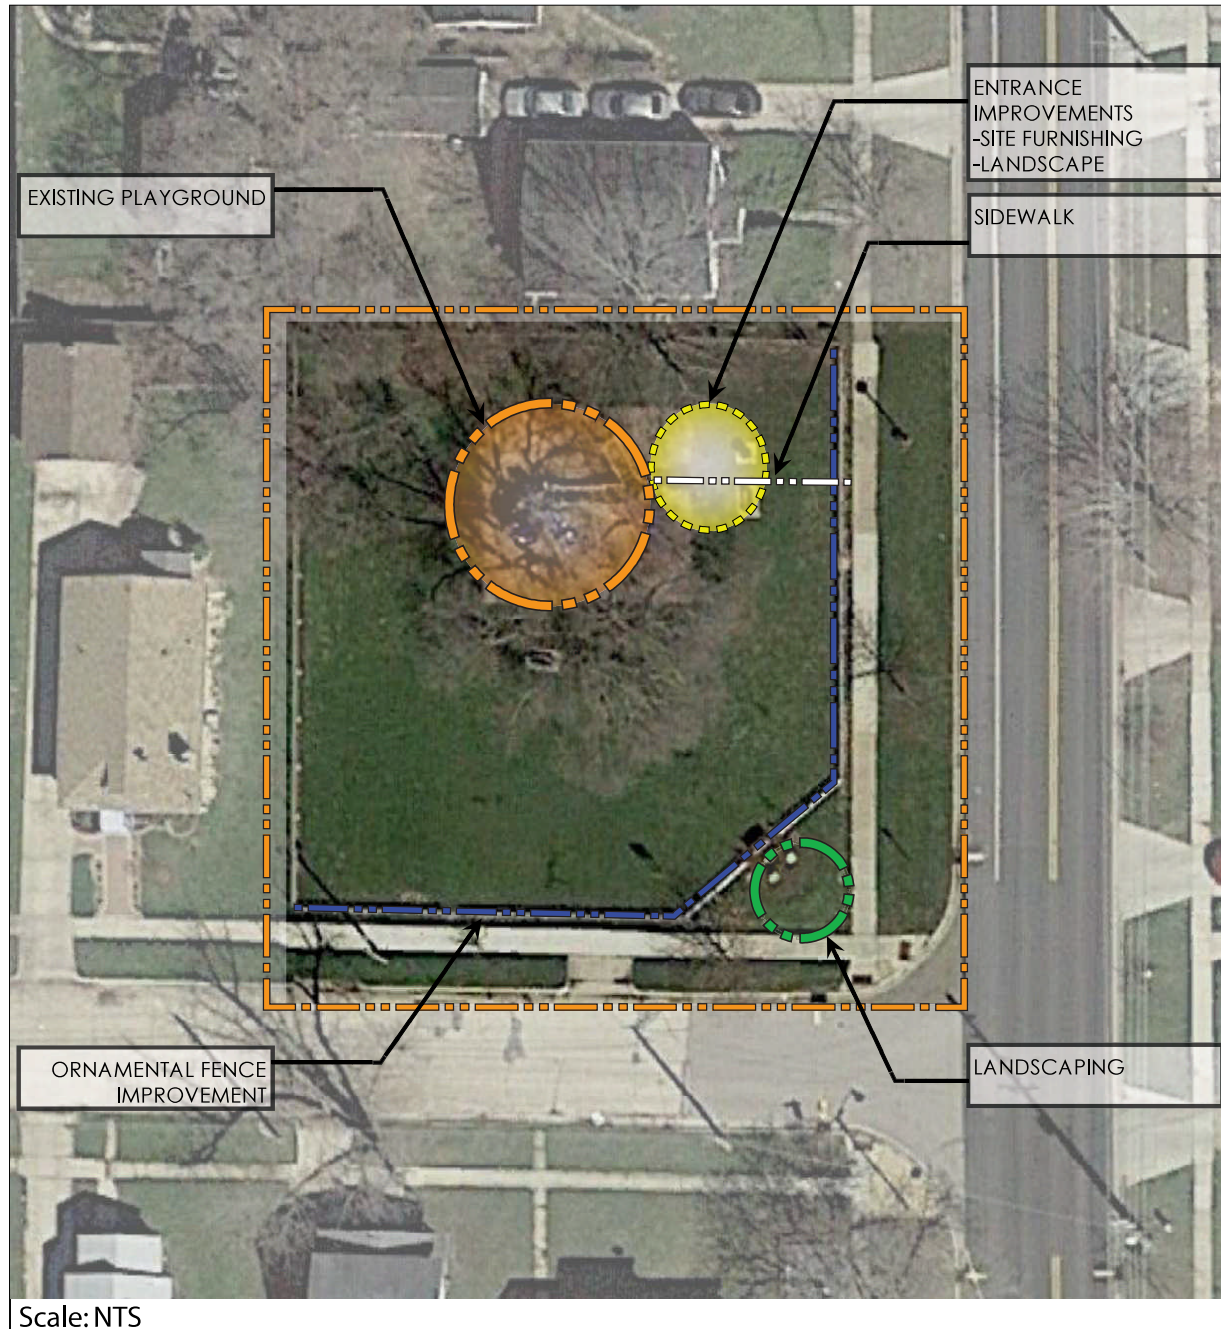 ENTRANCE
IMPROVEMENTS
-SITE FURNISHING
-LANDSCAPE
EXISTING PLAYGROUND
SIDEWALK
ORNAMENTAL FENCE
IMPROVEMENT
LANDSCAPING
Scale: NTS